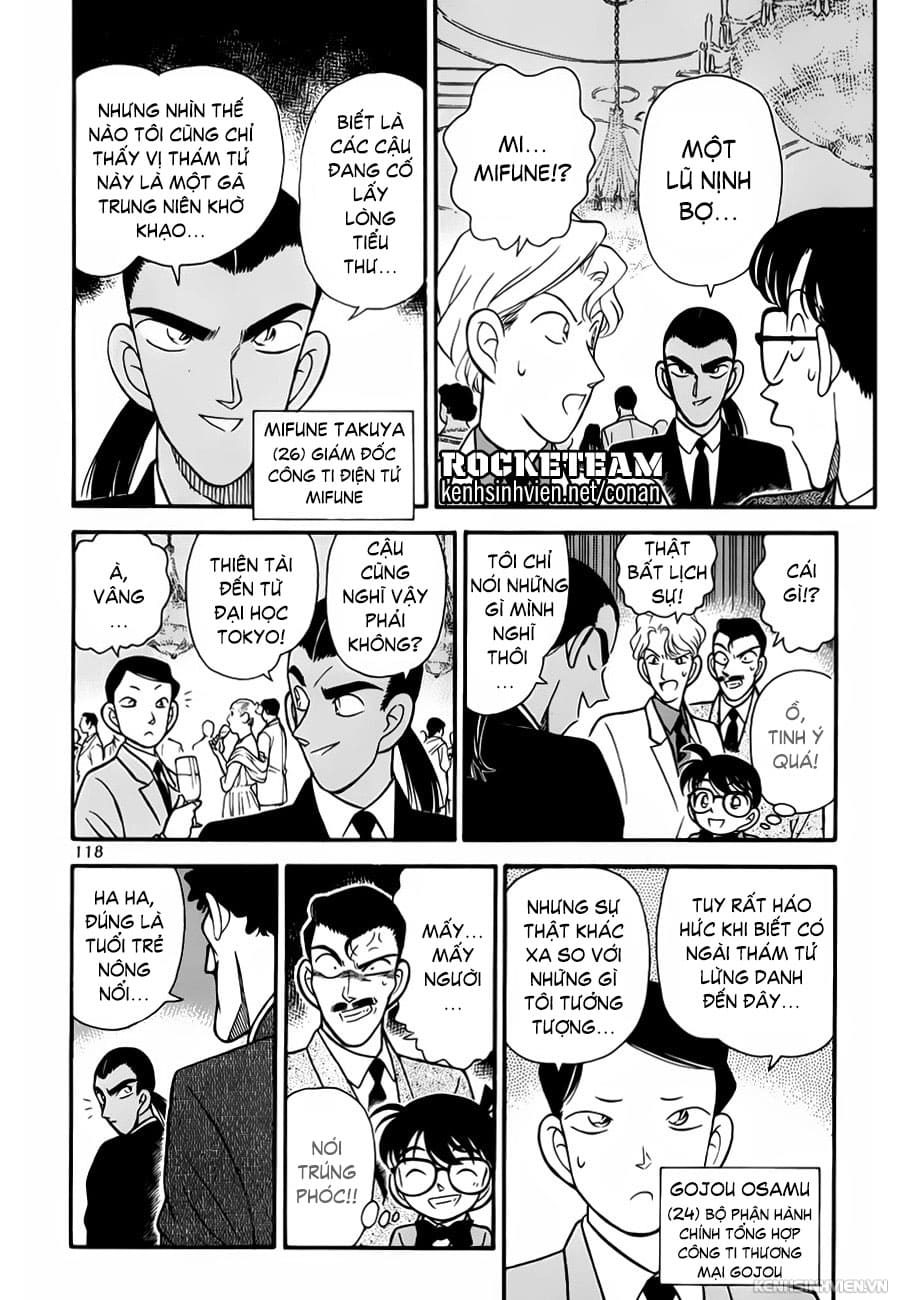 MỘT
LŨ NỊNH
BỢ...
MI...
MIFUNE!?
BIẾT LÀ
CÁC CẬU
ĐANG CỐ
LẤY
LÒNG
TIỂU
THƯ...
NHƯNG NHÌN THẾ
NÀO TÔI CŨNG CHỈ
THẤY VỊ THÁM TỬ
NÀY LÀ MỘT GÃ
TRUNG NIÊN KHỜ
KHẠO...
MIFUNE TAKUYA
(26) GIÁM ĐỐC
CÔNG TI ĐIỆN TỬ
MIFUNE
ROCKETEAM
kenhsinhvien.net/conan
CÁI
GÌ!?
THẬT
BẤT LỊCH
SỰ!
TÔI CHỈ
NÓI NHỮNG
GÌ MÌNH
NGHĨ
THÔI
...
Ồ,
TINH Ý
QUÁ!
CẬU
CŨNG
NGHĨ VẬY
PHẢI
KHÔNG?
THIÊN TÀI
ĐẾN TỪ
ĐẠI HỌC
TOKYO!
À,
VÂNG
...
118
TUY RẤT HÁO
HỨC KHI BIẾT CÓ
NGÀI THÁM TỬ
LỪNG DANH
ĐẾN ĐÂY...
NHƯNG SỰ
THẬT KHÁC
XA SO VỚI
NHỮNG GÌ
TÔI TƯỞNG
TƯỢNG...
GOJOU OSAMU
(24) BỘ PHẬN HÀNH
CHÍNH TỔNG HỢP
CÔNG TI THƯƠNG
MẠI GOJOU
MẤY...
MẤY
NGƯỜI
...
NÓI
TRÚNG
PHÓC!!
HA HA,
ĐÚNG LÀ
TUỔI TRẺ
NÔNG
NỔI...
KENHSINHVIEN.VN